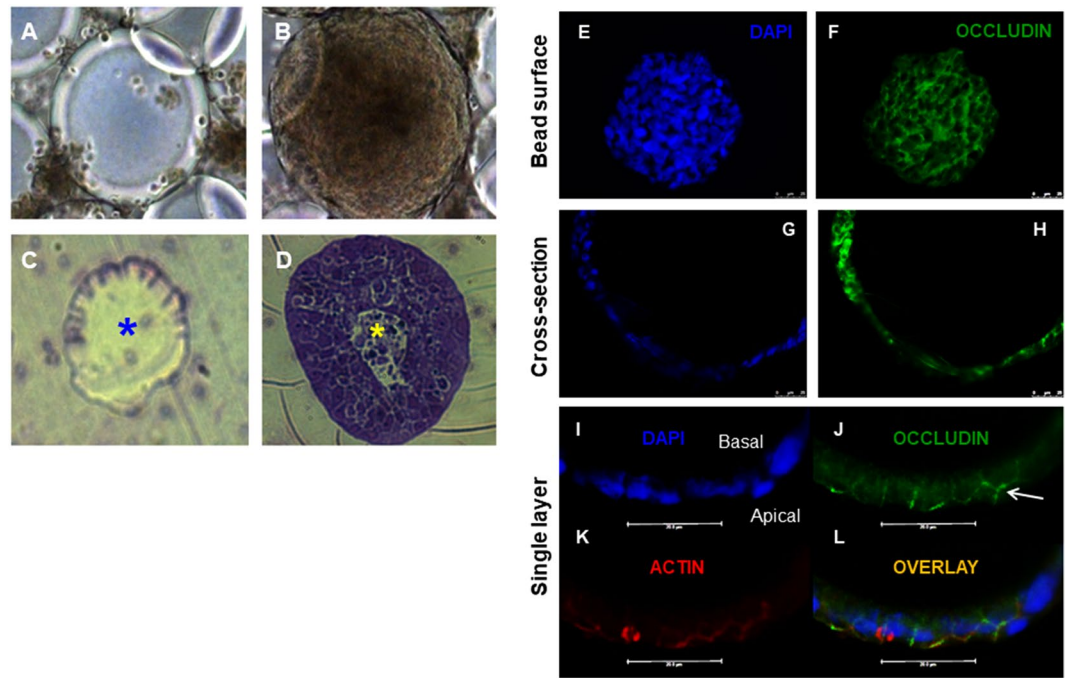 A
B
C
*
D
*
Bead surface
E
DAPI
F
OCCLUDIN
Cross-section
G
H
Single layer
I
DAPI
Basal
Apical
J
OCCLUDIN
K
ACTIN
L
OVERLAY